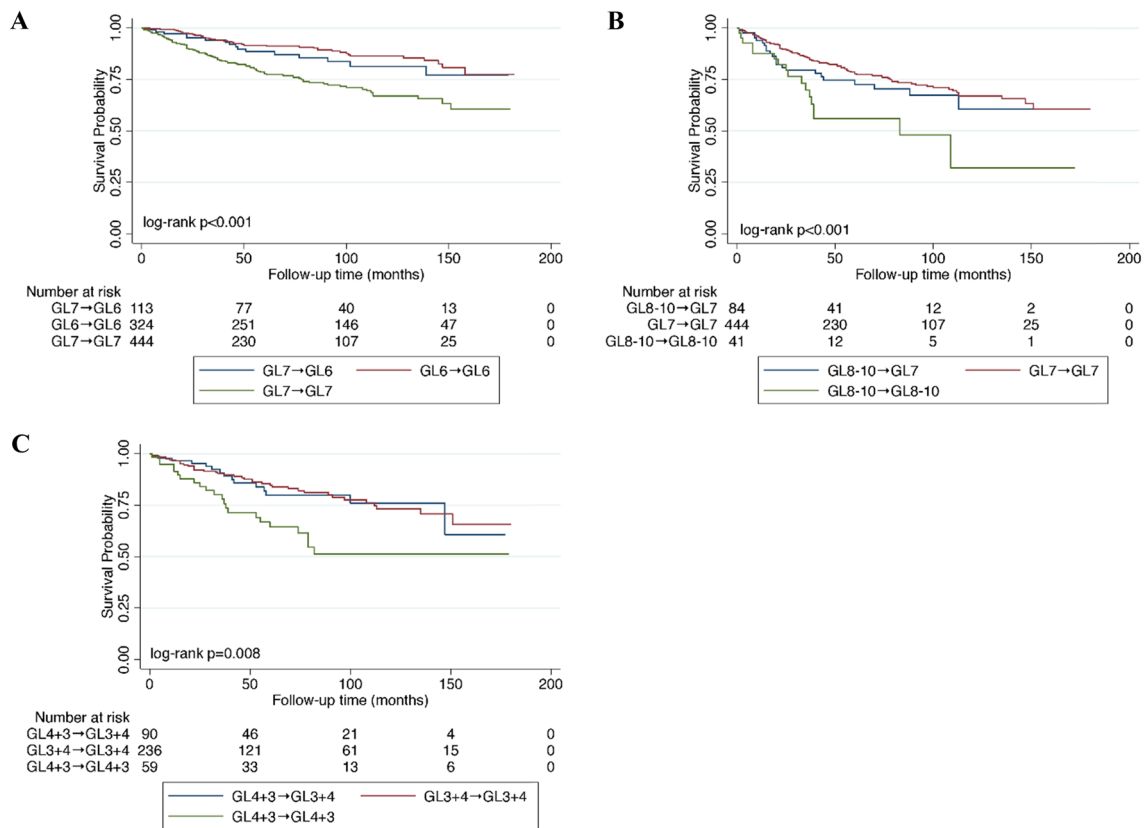 A
Survival Probability
1.00
0.75
0.50
0.25
0.00
log-rank p<0.001
0 50 100 150 200
Follow-up time (months)
Number at risk
GL7→GL6 113 77 40 13 0
GL6→GL6 324 251 146 47 0
GL7→GL7 444 230 107 25 0
GL7→GL6 GL6→GL6
GL7→GL7
B
Survival Probability
1.00
0.75
0.50
0.25
0.00
log-rank p<0.001
0 50 100 150 200
Follow-up time (months)
Number at risk
GL8-10→GL7 84 41 12 2 0
GL7→GL7 444 230 107 25 0
GL8-10→GL8-10 41 12 5 1 0
GL8-10→GL7 GL7→GL7
GL8-10→GL8-10
C
Survival Probability
1.00
0.75
0.50
0.25
0.00
log-rank p=0.008
0 50 100 150 200
Follow-up time (months)
Number at risk
GL4+3→GL3+4 90 46 21 4 0
GL3+4→GL3+4 236 121 61 15 0
GL4+3→GL4+3 59 33 13 6 0
GL4+3→GL3+4 GL3+4→GL3+4
GL4+3→GL4+3